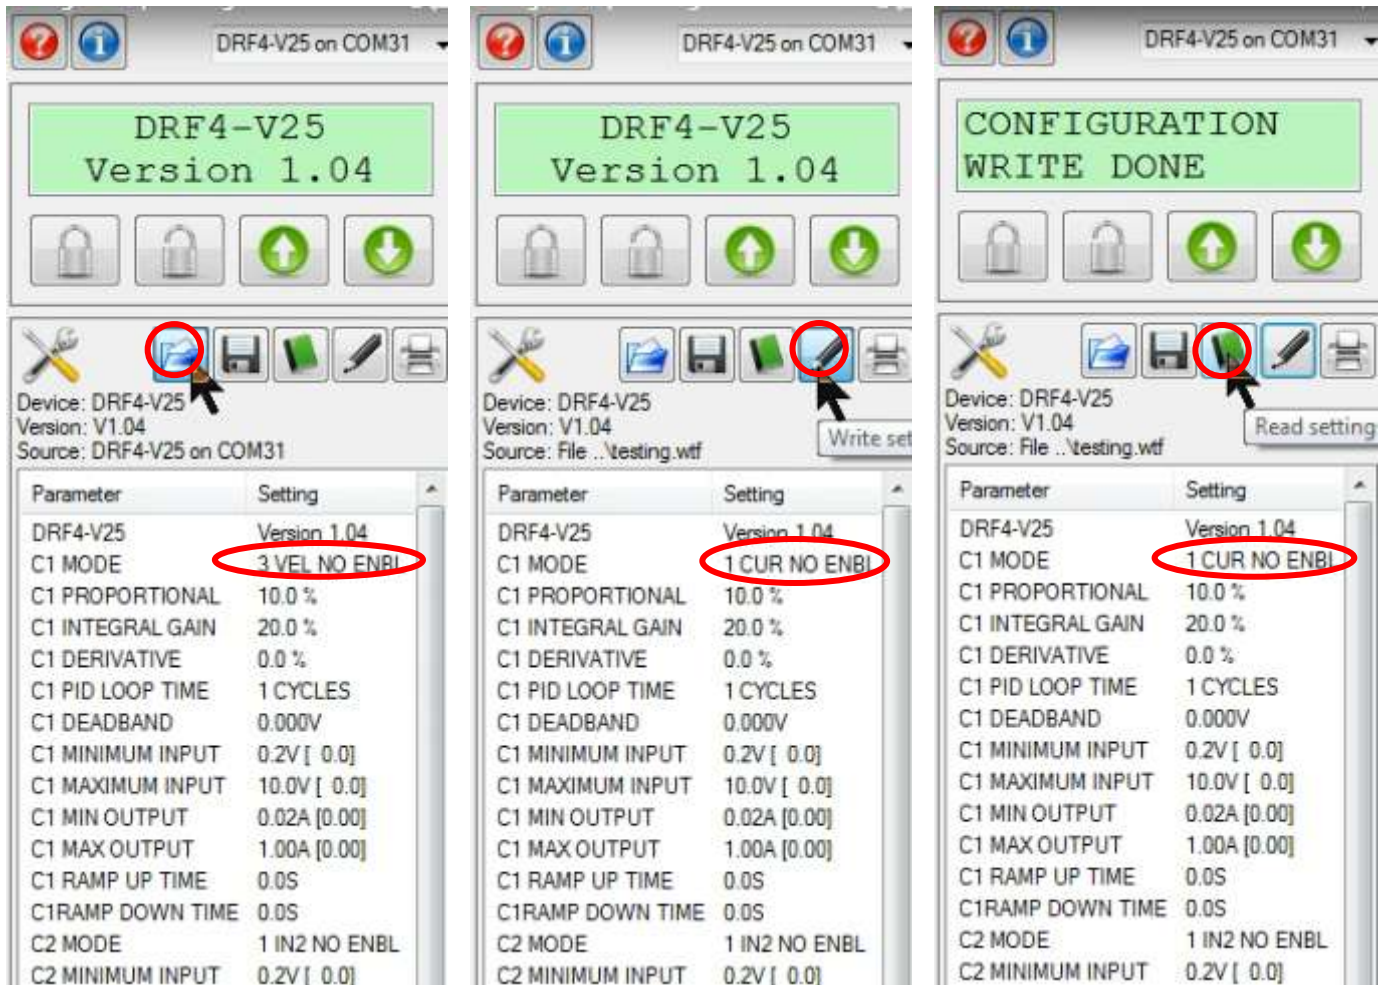 DRF4-V25 on COM31
DRF4-V25
Version 1.04
Device: DRF4-V25
Version: V1.04
Source: DRF4-V25 on COM31
Parameter Setting
DRF4-V25 Version 1.04
C1 MODE 3 VEL NO ENBL
C1 PROPORTIONAL 10.0 %
C1 INTEGRAL GAIN 20.0 %
C1 DERIVATIVE 0.0 %
C1 PID LOOP TIME 1 CYCLES
C1 DEADBAND 0.000V
C1 MINIMUM INPUT 0.2V [ 0.0]
C1 MAXIMUM INPUT 10.0V [ 0.0]
C1 MIN OUTPUT 0.02A [0.00]
C1 MAX OUTPUT 1.00A [0.00]
C1 RAMP UP TIME 0.0S
C1RAMP DOWN TIME 0.0S
C2 MODE 1 IN2 NO ENBL
C2 MINIMUM INPUT 0.2V [ 0.0]
DRF4-V25 on COM31
DRF4-V25
Version 1.04
Device: DRF4-V25
Version: V1.04
Source: File ..\testing.wtf
Write set
Parameter Setting
DRF4-V25 Version 1.04
C1 MODE 1 CUR NO ENBL
C1 PROPORTIONAL 10.0 %
C1 INTEGRAL GAIN 20.0 %
C1 DERIVATIVE 0.0 %
C1 PID LOOP TIME 1 CYCLES
C1 DEADBAND 0.000V
C1 MINIMUM INPUT 0.2V [ 0.0]
C1 MAXIMUM INPUT 10.0V [ 0.0]
C1 MIN OUTPUT 0.02A [0.00]
C1 MAX OUTPUT 1.00A [0.00]
C1 RAMP UP TIME 0.0S
C1RAMP DOWN TIME 0.0S
C2 MODE 1 IN2 NO ENBL
C2 MINIMUM INPUT 0.2V [ 0.0]
DRF4-V25 on COM31
CONFIGURATION
WRITE DONE
Device: DRF4-V25
Version: V1.04
Source: File ..\testing.wtf
Read setting
Parameter Setting
DRF4-V25 Version 1.04
C1 MODE 1 CUR NO ENBL
C1 PROPORTIONAL 10.0 %
C1 INTEGRAL GAIN 20.0 %
C1 DERIVATIVE 0.0 %
C1 PID LOOP TIME 1 CYCLES
C1 DEADBAND 0.000V
C1 MINIMUM INPUT 0.2V [ 0.0]
C1 MAXIMUM INPUT 10.0V [ 0.0]
C1 MIN OUTPUT 0.02A [0.00]
C1 MAX OUTPUT 1.00A [0.00]
C1 RAMP UP TIME 0.0S
C1RAMP DOWN TIME 0.0S
C2 MODE 1 IN2 NO ENBL
C2 MINIMUM INPUT 0.2V [ 0.0]